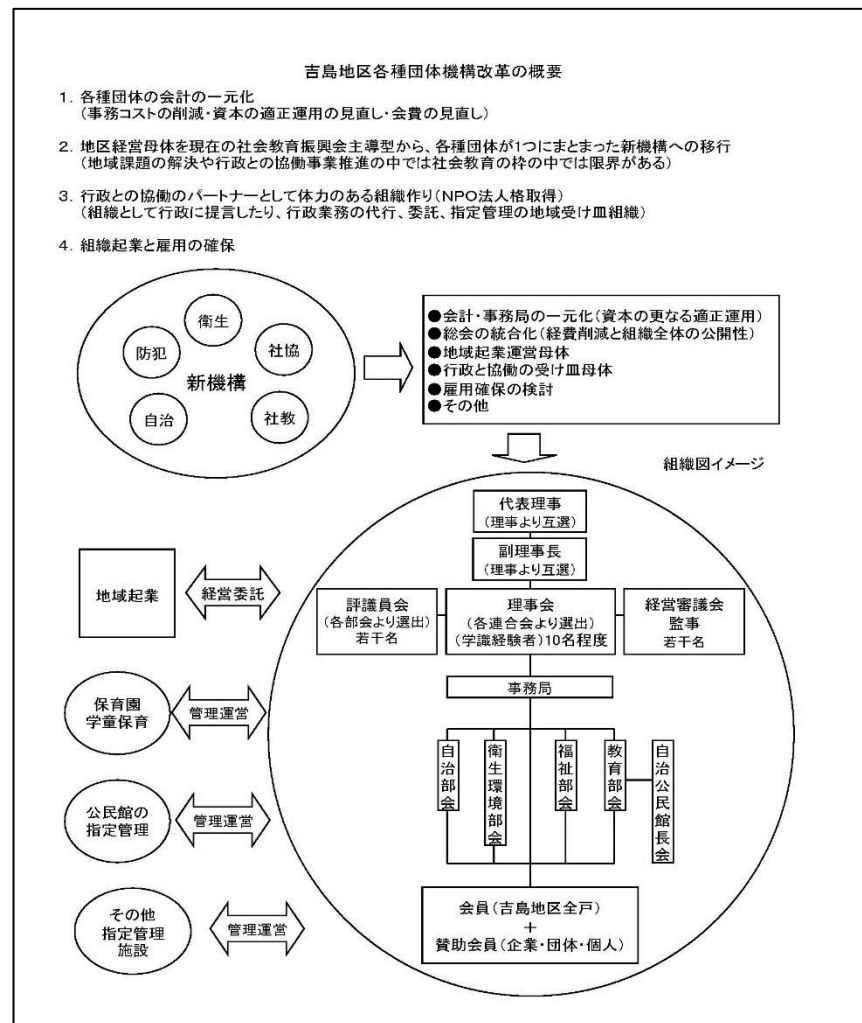 吉島地区各種団体機構改革の概要
1．各種団体の会計の一元化
（事務コストの削減・資本の適正運用の見直し・会費の見直し）
2．地区経営母体を現在の社会教育振興会主導型から、各種団体が1つにまとまった新機構への移行
（地域課題の解決や行政との協働事業推進の中では社会教育の枠の中では限界がある）
3．行政との協働のパートナーとして体力のある組織作り（NPO法人格取得）
（組織として行政に提言したり、行政業務の代行、委託、指定管理の地域受け皿組織）
4．組織起業と雇用の確保
衛生
防犯
社協
新機構
自治
社教
●会計・事務局の一元化（資本の更なる適正運用）
●総会の統合化（経費削減と組織全体の公開性）
●地域起業運営母体
●行政と協働の受け皿母体
●雇用確保の検討
●その他
組織図イメージ
代表理事
（理事より互選）
副理事長
（理事より互選）
評議員会
（各部会より選出）
若干名
理事会
（各連合会より選出）
（学識経験者）10名程度
経営審議会
監事
若干名
事務局
自治部会
衛生環境部会
福祉部会
教育部会
自治公民館長会
会員（吉島地区全戸）
＋
賛助会員（企業・団体・個人）
地域起業
経営委託
保育園
学童保育
管理運営
公民館の
指定管理
管理運営
その他
指定管理
施設
管理運営